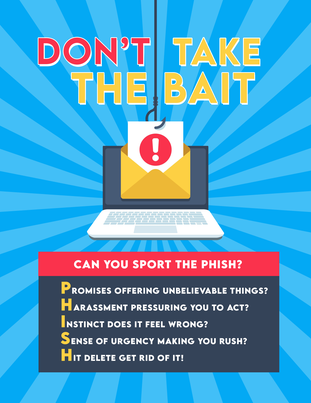 DON'T TAKE
THE BAIT
!
CAN YOU SPORT THE PHISH?
PROMISES OFFERING UNBELIEVABLE THINGS?
HARASSMENT PRESSURING YOU TO ACT?
INSTINCT DOES IT FEEL WRONG?
SENSE OF URGENCY MAKING YOU RUSH?
HIT DELETE GET RID OF IT!